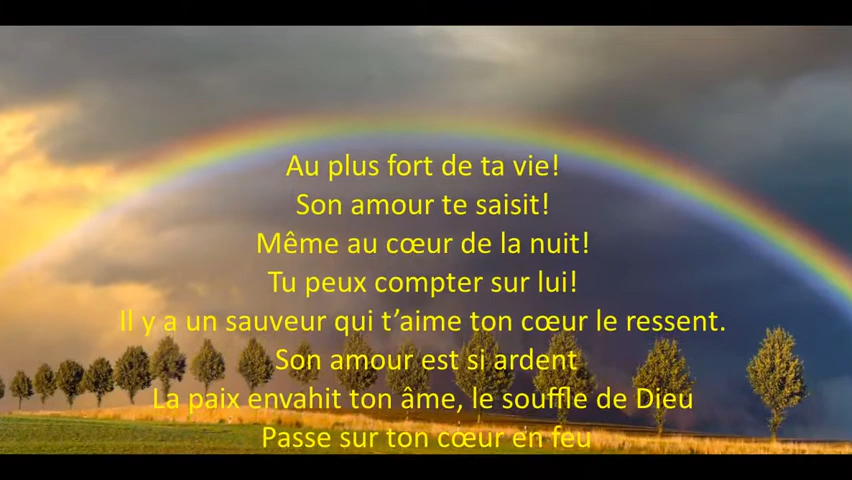 Au plus fort de ta vie!
Son amour te saisit!
Même au cœur de la nuit!
Tu peux compter sur lui!
Il y a un sauveur qui t’aime ton cœur le ressent.
Son amour est si ardent
La paix envahit ton âme, le souffle de Dieu
Passe sur ton cœur en feu